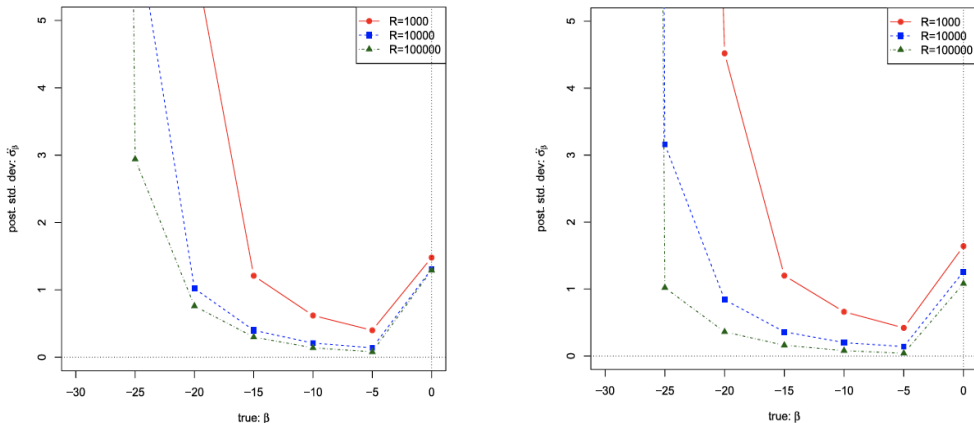 R=1000
R=10000
R=100000
post. std. dev: σ̈β
5
4
3
2
1
0
−30 −25 −20 −15 −10 −5 0
true: β
R=1000
R=10000
R=100000
post. std. dev: σ̈β
5
4
3
2
1
0
−30 −25 −20 −15 −10 −5 0
true: β